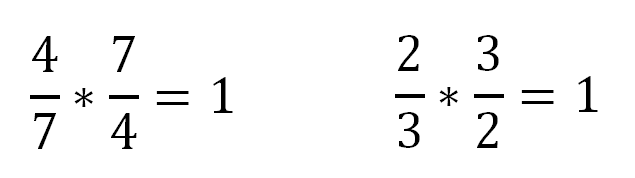 4/7 * 7/4 = 1
2/3 * 3/2 = 1